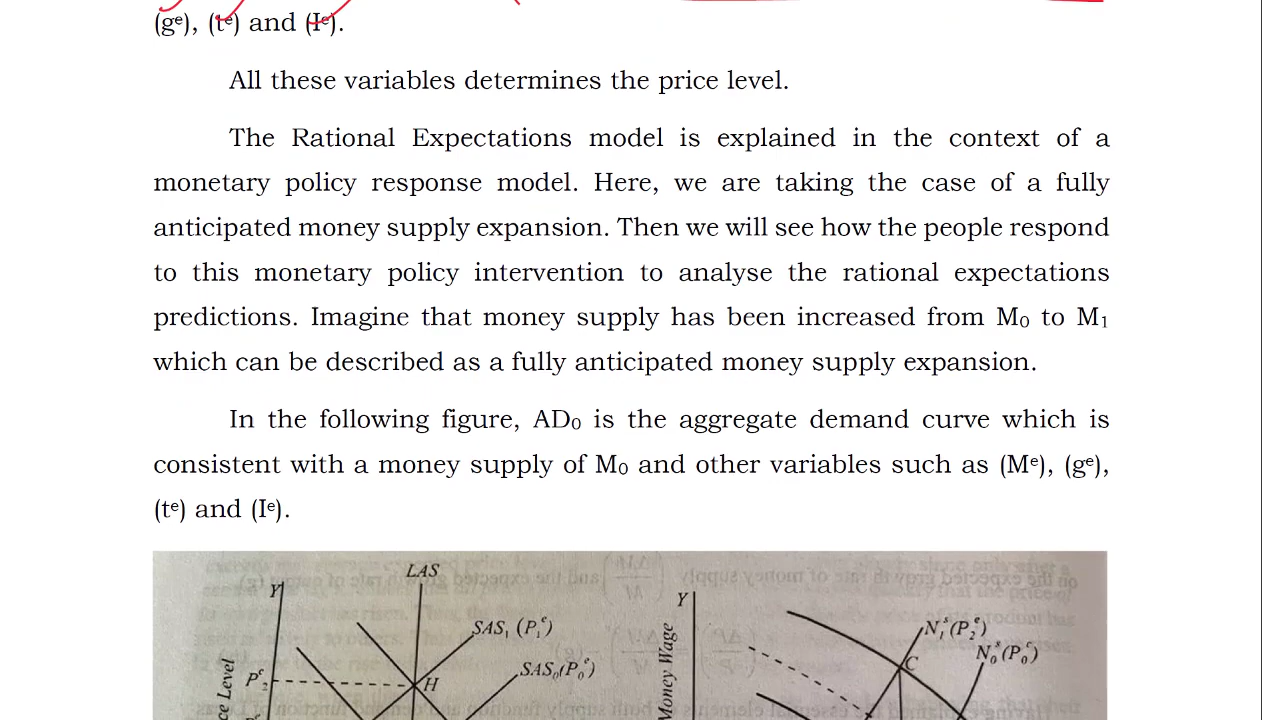 (gᵉ), (tᵉ) and (Iᵉ).
All these variables determines the price level.
The Rational Expectations model is explained in the context of a
monetary policy response model. Here, we are taking the case of a fully
anticipated money supply expansion. Then we will see how the people respond
to this monetary policy intervention to analyse the rational expectations
predictions. Imagine that money supply has been increased from M₀ to M₁
which can be described as a fully anticipated money supply expansion.
In the following figure, AD₀ is the aggregate demand curve which is
consistent with a money supply of M₀ and other variables such as (Mᵉ), (gᵉ),
(tᵉ) and (Iᵉ).
LAS
Y
SAS₁ (P₁ᵉ)
SAS₀(P₀ᵉ)
P₂ᵉ
H
Level
Y
N₁ˢ(P₂ᵉ)
N₀ˢ(P₀ᵉ)
C
Money Wage